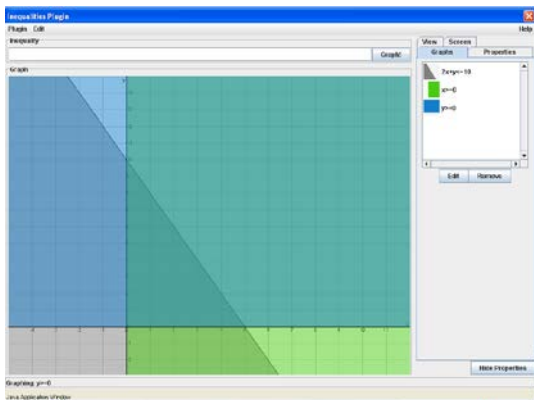 Inequalities Plugin
Plugin Edit
Help
Inequality
Graph!
Graph
View Screen
Graphs Properties
2x+y<=10
x>=0
y>=0
Edit Remove
Hide Properties
Graphing: y>=0
Java Application Window